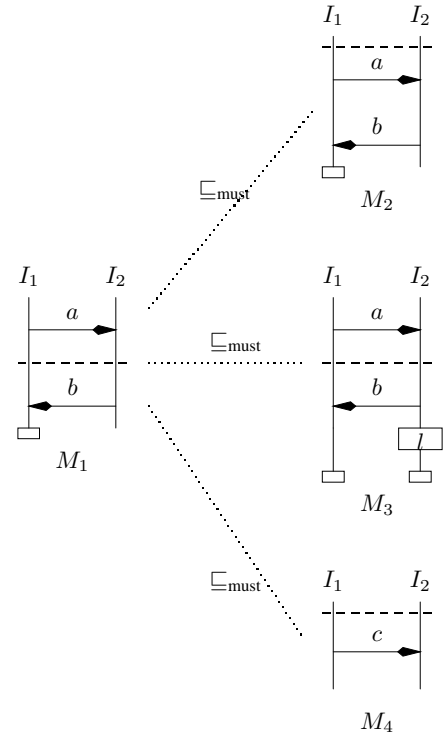 I₁ I₂
a
b
M₂
⊑must
I₁ I₂
a
b
M₁
⊑must
I₁ I₂
a
b
l
M₃
⊑must
I₁ I₂
c
M₄